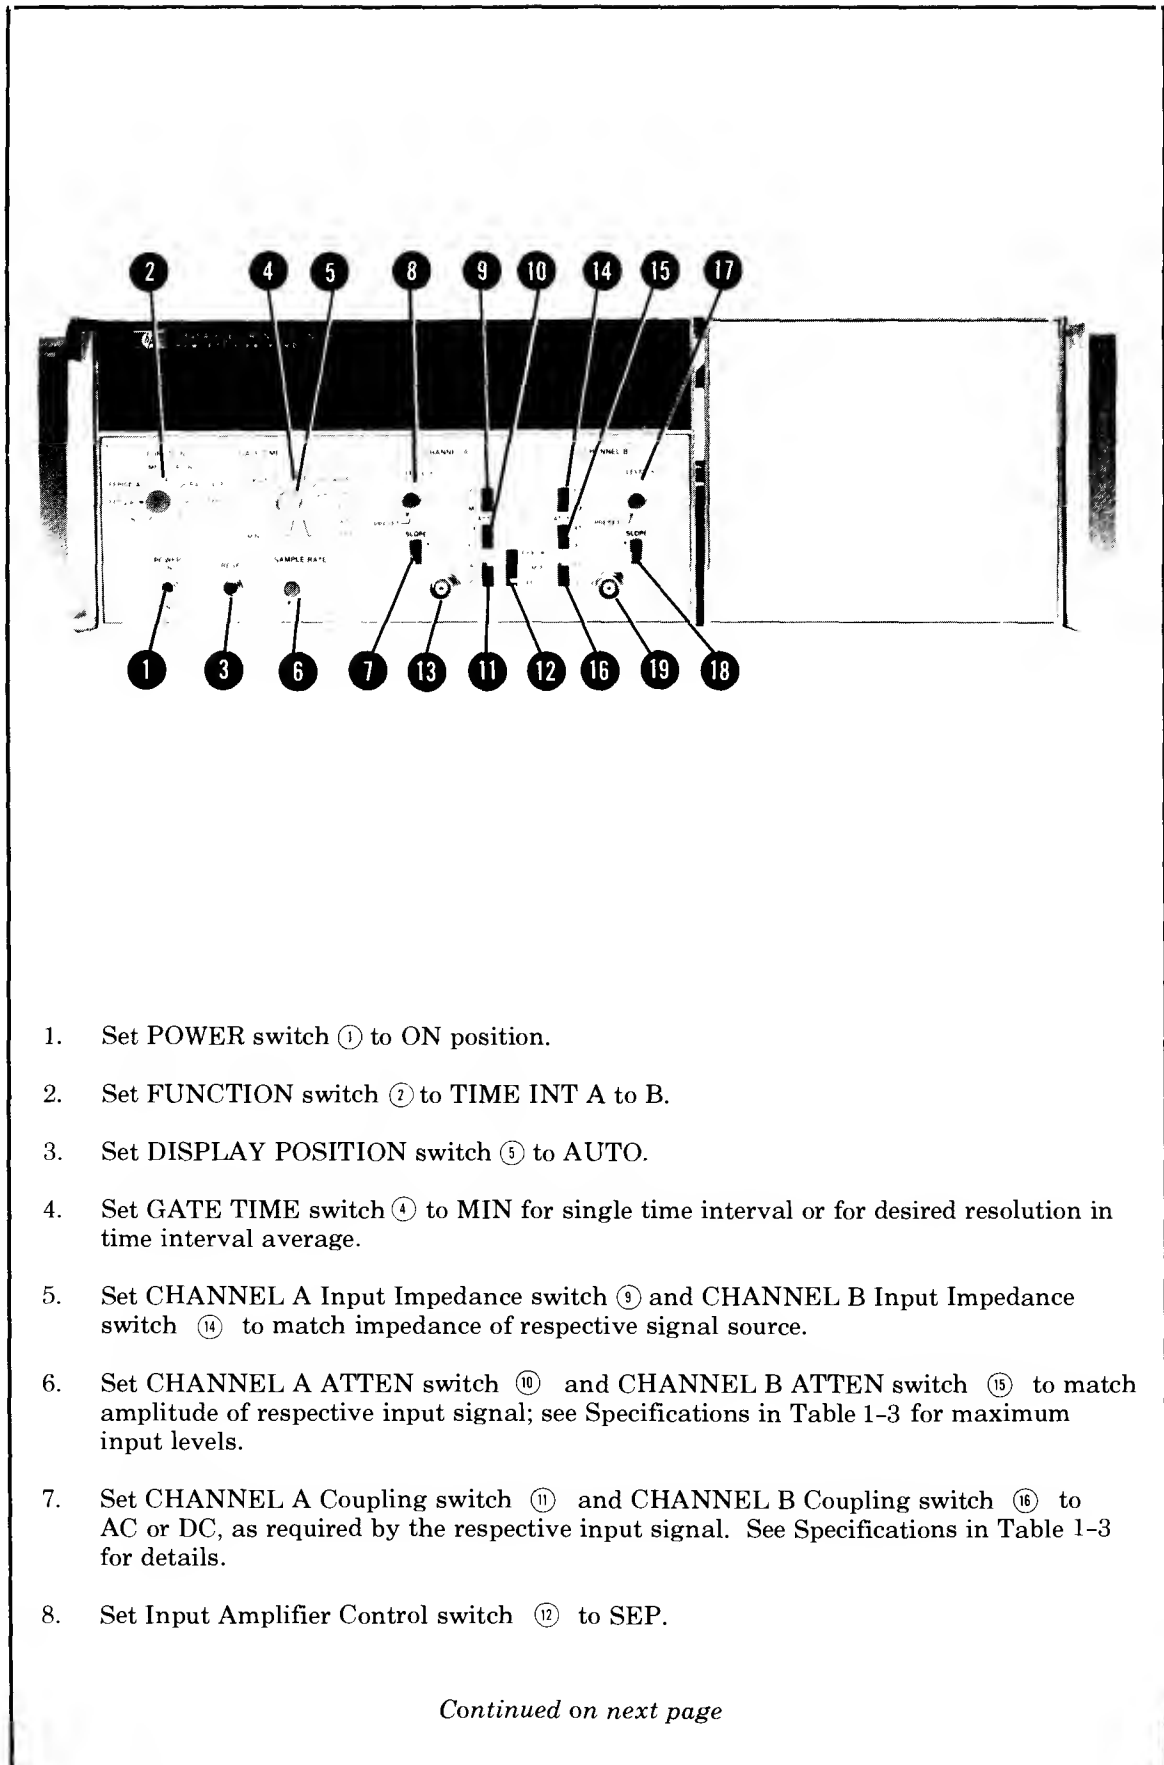 2 4 5 8 9 10 14 15 17
CHANNEL B
SLOPE SLOPE
SAMPLE RATE
1 3 6 7 13 11 12 16 19 18
1. Set POWER switch ① to ON position.
2. Set FUNCTION switch ② to TIME INT A to B.
3. Set DISPLAY POSITION switch ⑤ to AUTO.
4. Set GATE TIME switch ④ to MIN for single time interval or for desired resolution in
time interval average.
5. Set CHANNEL A Input Impedance switch ⑨ and CHANNEL B Input Impedance
switch ⑭ to match impedance of respective signal source.
6. Set CHANNEL A ATTEN switch ⑩ and CHANNEL B ATTEN switch ⑮ to match
amplitude of respective input signal; see Specifications in Table 1-3 for maximum
input levels.
7. Set CHANNEL A Coupling switch ⑪ and CHANNEL B Coupling switch ⑯ to
AC or DC, as required by the respective input signal. See Specifications in Table 1-3
for details.
8. Set Input Amplifier Control switch ⑫ to SEP.
Continued on next page